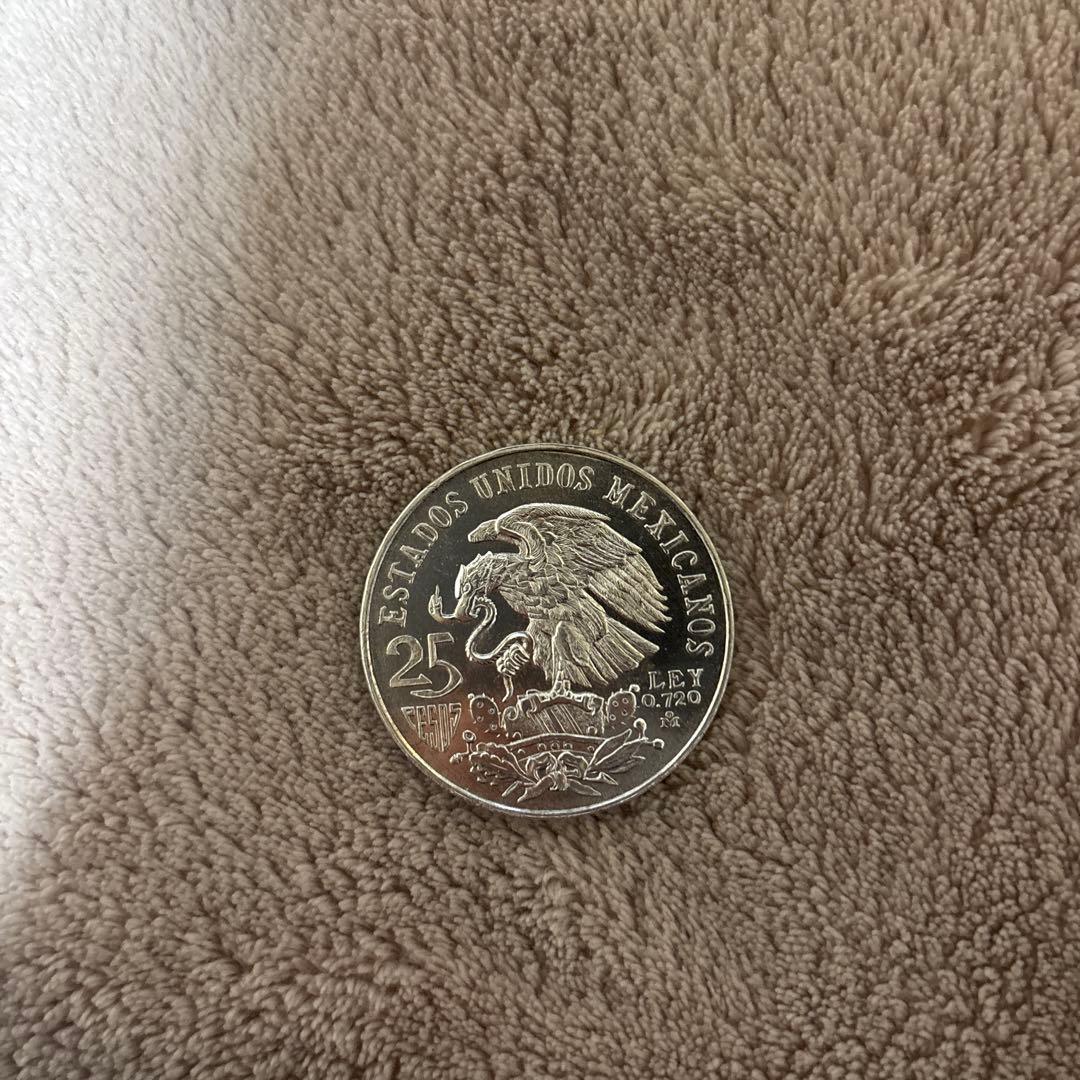 ESTADOS UNIDOS MEXICANOS
25
PESOS
LEY
0.720
M